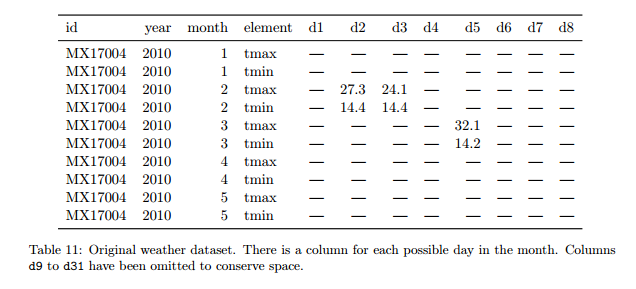 id year month element d1 d2 d3 d4 d5 d6 d7 d8
MX17004 2010 1 tmax — — — — — — — —
MX17004 2010 1 tmin — — — — — — — —
MX17004 2010 2 tmax — 27.3 24.1 — — — — —
MX17004 2010 2 tmin — 14.4 14.4 — — — — —
MX17004 2010 3 tmax — — — — 32.1 — — —
MX17004 2010 3 tmin — — — — 14.2 — — —
MX17004 2010 4 tmax — — — — — — — —
MX17004 2010 4 tmin — — — — — — — —
MX17004 2010 5 tmax — — — — — — — —
MX17004 2010 5 tmin — — — — — — — —
Table 11: Original weather dataset. There is a column for each possible day in the month. Columns
d9 to d31 have been omitted to conserve space.